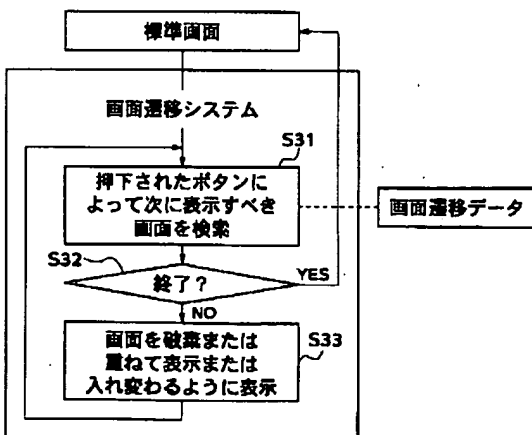 標準画面
画面遷移システム
S31
押下されたボタンに
よって次に表示すべき
画面を検索
画面遷移データ
S32
終了？
YES
NO
画面を破棄または
重ねて表示または
入れ変わるように表示
S33